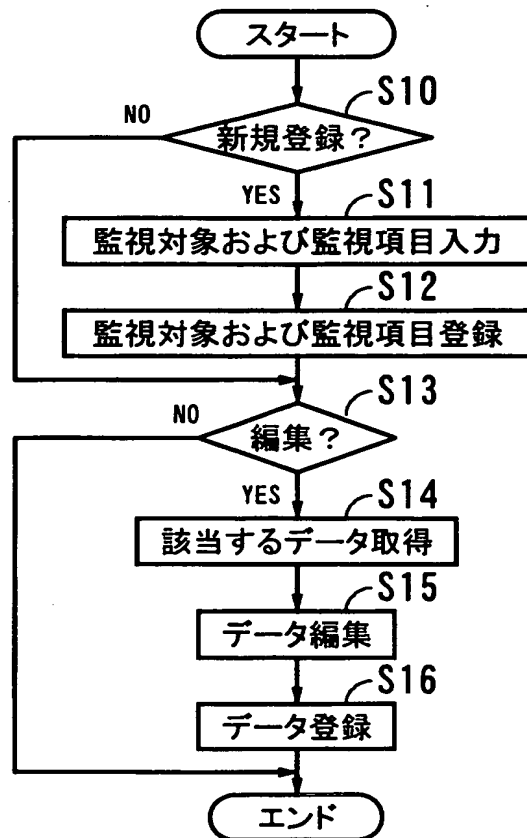 スタート
S10
NO
新規登録？
YES
S11
監視対象および監視項目入力
S12
監視対象および監視項目登録
S13
NO
編集？
YES
S14
該当するデータ取得
S15
データ編集
S16
データ登録
エンド